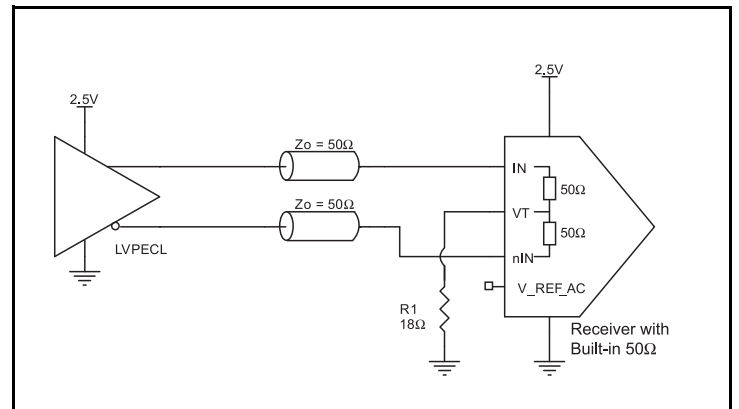 2.5V
2.5V
Zo = 50Ω
IN
50Ω
Zo = 50Ω
VT
50Ω
LVPECL
nIN
V_REF_AC
R1
18Ω
Receiver with
Built-in 50Ω